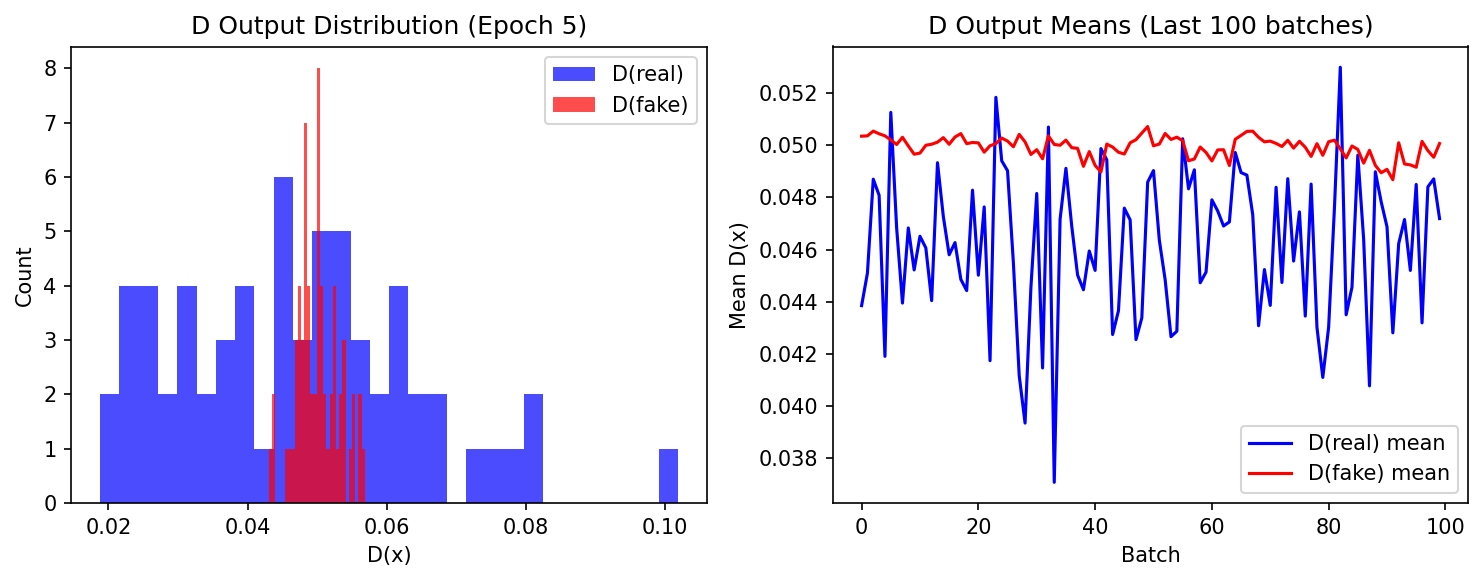 D Output Distribution (Epoch 5)
8
7
6
5
4
3
2
1
0
Count
0.02
0.04
0.06
0.08
0.10
D(x)
D(real)
D(fake)
D Output Means (Last 100 batches)
0.052
0.050
0.048
0.046
0.044
0.042
0.040
0.038
Mean D(x)
0
20
40
60
80
100
Batch
D(real) mean
D(fake) mean